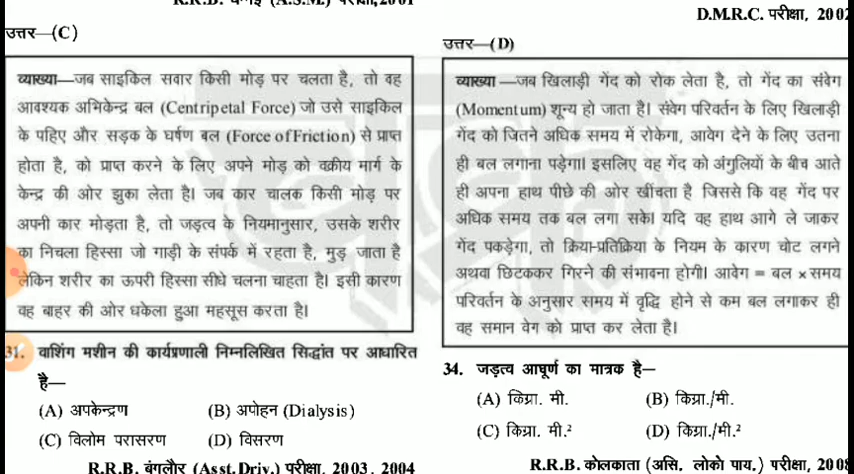 उत्तर—(C)
व्याख्या—जब साइकिल सवार किसी मोड़ पर चलता है, तो वह
आवश्यक अभिकेन्द्र बल (Centripetal Force) जो उसे साइकिल
के पहिए और सड़क के घर्षण बल (Force of Friction) से प्राप्त
होता है, को प्राप्त करने के लिए अपने मोड़ को वक्रीय मार्ग के
केन्द्र की ओर झुका लेता है। जब कार चालक किसी मोड़ पर
अपनी कार मोड़ता है, तो जड़त्व के नियमानुसार, उसके शरीर
का निचला हिस्सा जो गाड़ी के संपर्क में रहता है, मुड़ जाता है
लेकिन शरीर का ऊपरी हिस्सा सीधे चलना चाहता है। इसी कारण
वह बाहर की ओर धकेला हुआ महसूस करता है।
31. वाशिंग मशीन की कार्यप्रणाली निम्नलिखित सिद्धांत पर आधारित
है—
(A) अपकेन्द्रण (B) अपोहन (Dialysis)
(C) विलोम परासरण (D) विसरण
R.R.B. बंगलौर (Asst. Driv.) परीक्षा, 2003, 2004
D.M.R.C. परीक्षा, 2002
उत्तर—(D)
व्याख्या—जब खिलाड़ी गेंद को रोक लेता है, तो गेंद का संवेग
(Momentum) शून्य हो जाता है। संवेग परिवर्तन के लिए खिलाड़ी
गेंद को जितने अधिक समय में रोकेगा, आवेग देने के लिए उतना
ही बल लगाना पड़ेगा। इसलिए वह गेंद को अंगुलियों के बीच आते
ही अपना हाथ पीछे की ओर खींचता है जिससे कि वह गेंद पर
अधिक समय तक बल लगा सके। यदि वह हाथ आगे ले जाकर
गेंद पकड़ेगा, तो क्रिया-प्रतिक्रिया के नियम के कारण चोट लगने
अथवा छिटककर गिरने की संभावना होगी। आवेग = बल × समय
परिवर्तन के अनुसार समय में वृद्धि होने से कम बल लगाकर ही
वह समान वेग को प्राप्त कर लेता है।
34. जड़त्व आघूर्ण का मात्रक है—
(A) किग्रा. मी. (B) किग्रा./मी.
(C) किग्रा. मी.² (D) किग्रा./मी.²
R.R.B. कोलकाता (असि. लोको पाय.) परीक्षा,